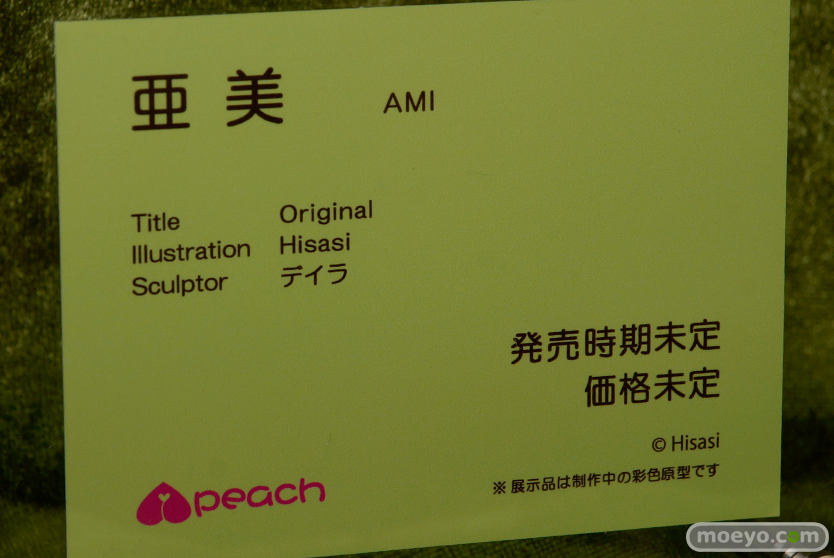 亜美 AMI
Title Original
Illustration Hisasi
Sculptor デイラ
発売時期未定
価格未定
© Hisasi
※ 展示品は制作中の彩色原型です
peach
moeyo.com